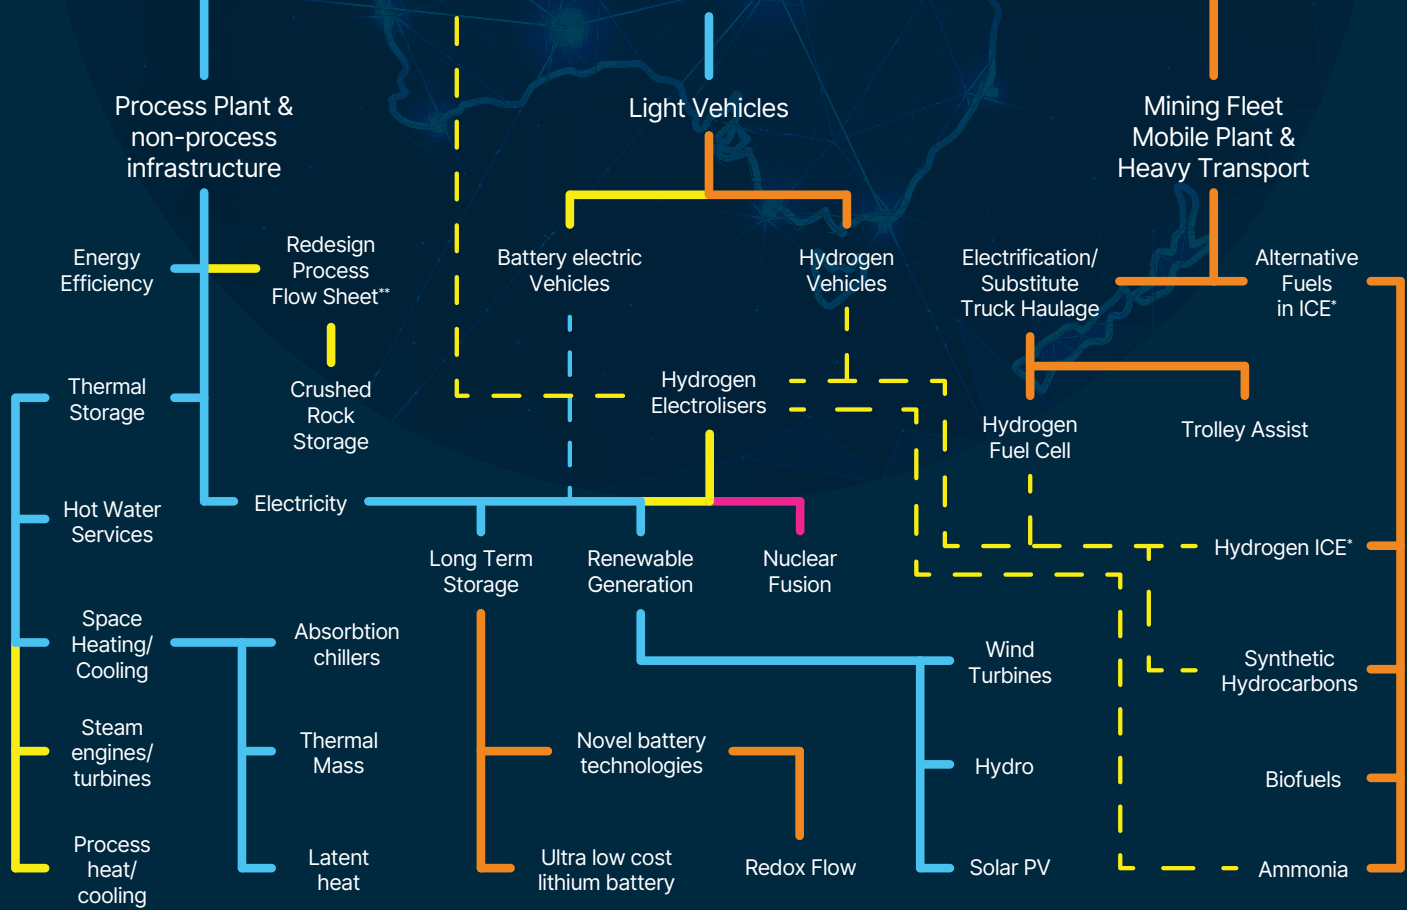 Process Plant &
non-process
infrastructure
Light Vehicles
Mining Fleet
Mobile Plant &
Heavy Transport
Energy
Efficiency
Redesign
Process
Flow Sheet**
Battery electric
Vehicles
Hydrogen
Vehicles
Electrification/
Substitute
Truck Haulage
Alternative
Fuels
in ICE*
Thermal
Storage
Crushed
Rock
Storage
Hydrogen
Electrolisers
Hydrogen
Fuel Cell
Trolley Assist
Hot Water
Services
Electricity
Long Term
Storage
Renewable
Generation
Nuclear
Fusion
Hydrogen ICE*
Space
Heating/
Cooling
Absorbtion
chillers
Wind
Turbines
Synthetic
Hydrocarbons
Steam
engines/
turbines
Thermal
Mass
Novel battery
technologies
Hydro
Biofuels
Process
heat/
cooling
Latent
heat
Ultra low cost
lithium battery
Redox Flow
Solar PV
Ammonia